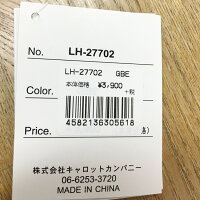 No. LH-27702
LH-27702 GBE
本体価格 ¥3,900
Color. +税
4582136305618
Price.
株式会社キャロットカンパニー
06-6253-3720
MADE IN CHINA